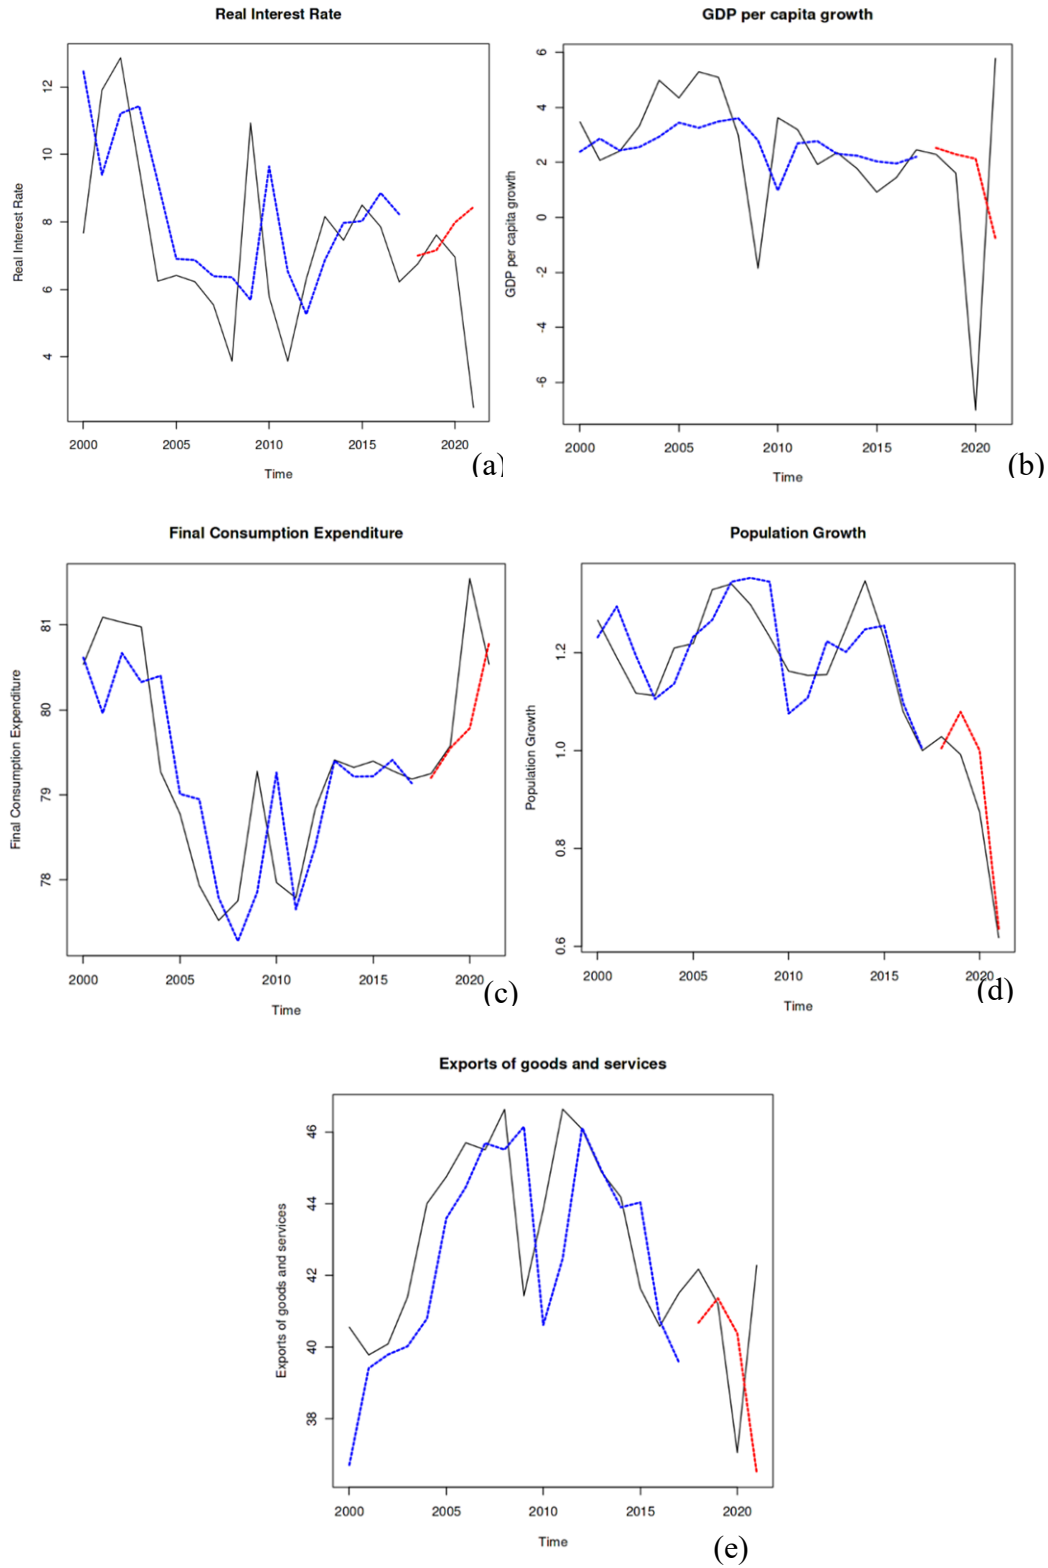 Real Interest Rate
Real Interest Rate
12
10
8
6
4
2000 2005 2010 2015 2020
Time
(a)
GDP per capita growth
GDP per capita growth
6
4
2
0
-2
-4
-6
2000 2005 2010 2015 2020
Time
(b)
Final Consumption Expenditure
Final Consumption Expenditure
81
80
79
78
2000 2005 2010 2015 2020
Time
(c)
Population Growth
Population Growth
1.2
1.0
0.8
0.6
2000 2005 2010 2015 2020
Time
(d)
Exports of goods and services
Exports of goods and services
46
44
42
40
38
2000 2005 2010 2015 2020
Time
(e)